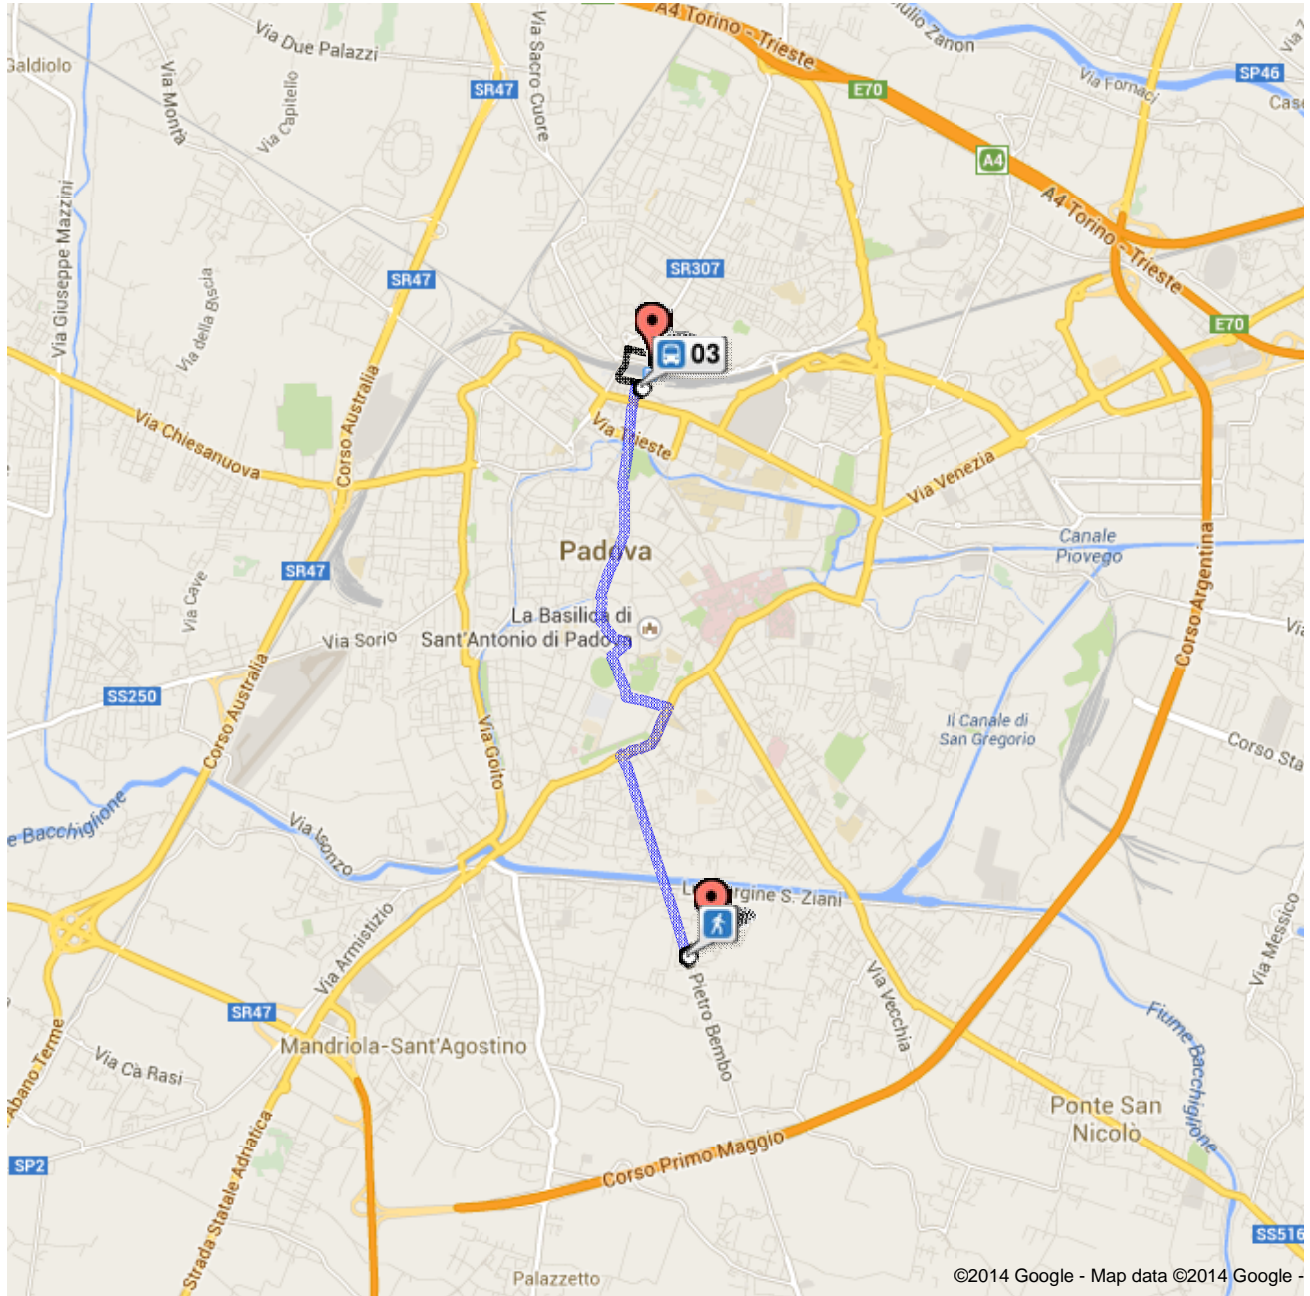 A4 Torino - Trieste
Via Due Palazzi
Via Sacro Cuore
Via Fornaci
SP46
Galdiolo
Via Montà
Via Capitello
SR47
E70
A4
A4 Torino - Trieste
Via Giuseppe Mazzini
Via della Biscia
SR47
SR307
E70
03
Via Chiesanuova
Corso Australia
Via Trieste
Via Venezia
Canale
Piovego
Padova
SR47
Via Cave
Via Sorio
La Basilica di
Sant'Antonio di Padova
Corso Argentina
SS250
Corso Australia
Via Goito
Il Canale di
San Gregorio
Corso Sta
e Bacchiglione
Via Isonzo
S. Ziani
Via Armistizio
Via Vecchia
Via Messico
Pietro Bembo
SR47
Mandriola-Sant'Agostino
Abano Terme
Via Cà Rasi
Fiume Bacchiglione
Ponte San
Nicolò
SP2
Corso Primo Maggio
Strada Statale Adriatica
SS516
Palazzetto
©2014 Google - Map data ©2014 Google -